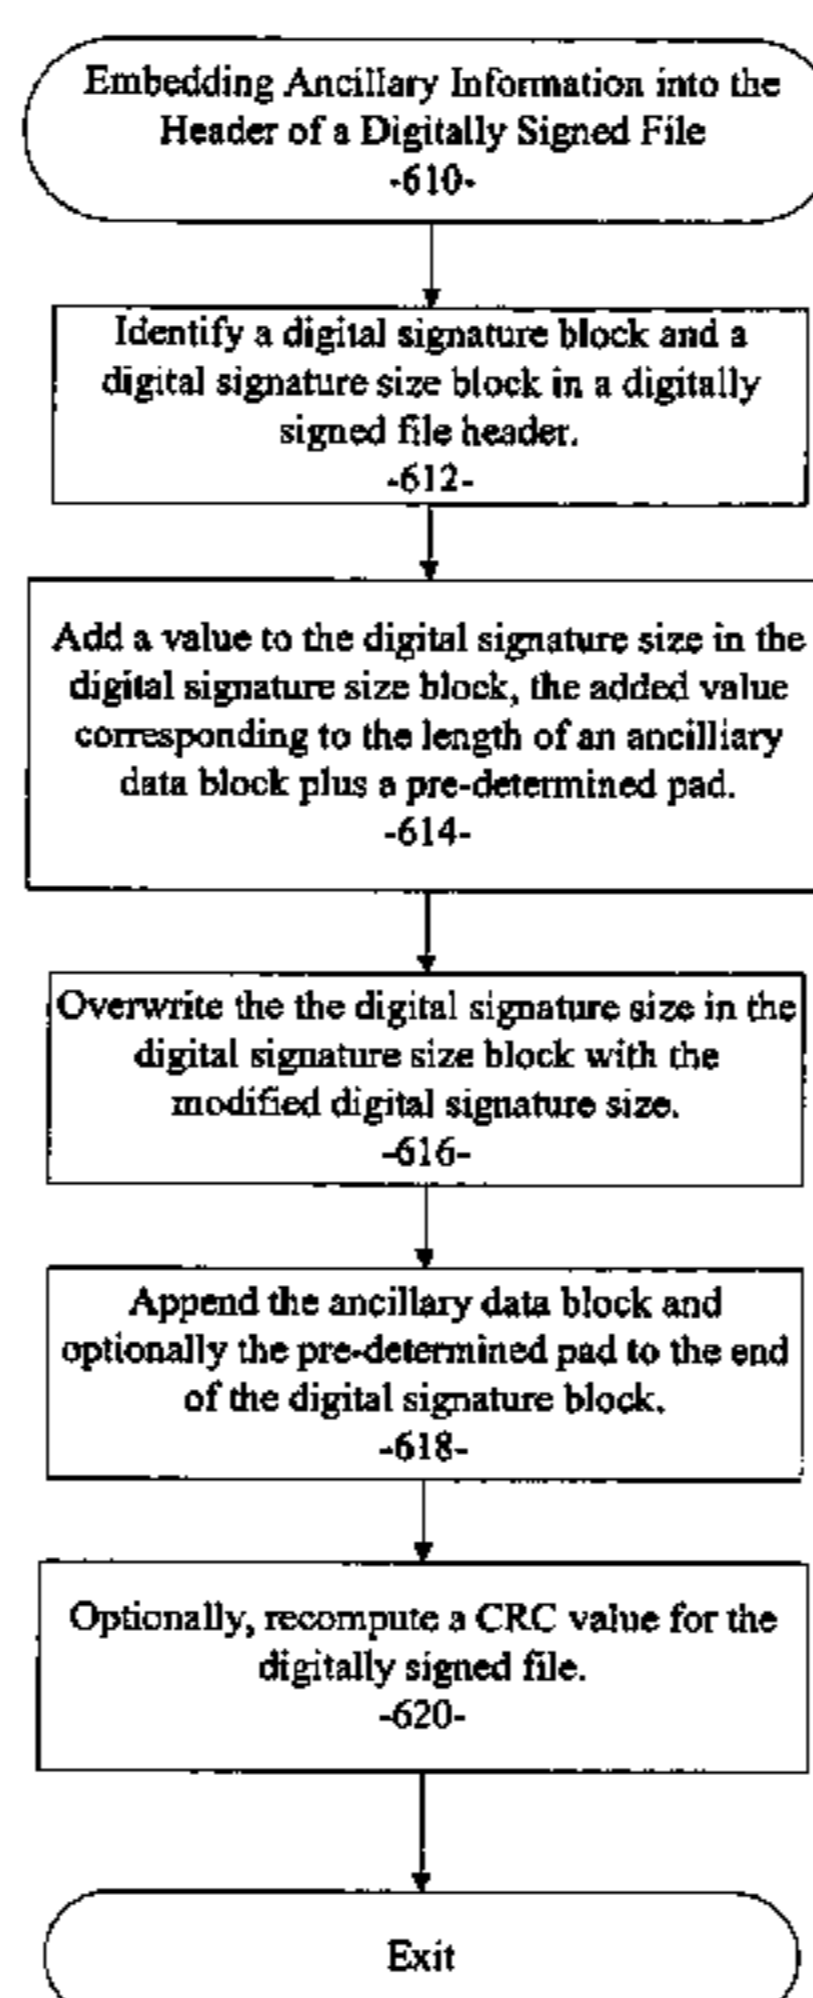 Embedding Ancillary Information into the
Header of a Digitally Signed File
-610-
Identify a digital signature block and a
digital signature size block in a digitally
signed file header.
-612-
Add a value to the digital signature size in the
digital signature size block, the added value
corresponding to the length of an ancilliary
data block plus a pre-determined pad.
-614-
Overwrite the the digital signature size in the
digital signature size block with the
modified digital signature size.
-616-
Append the ancillary data block and
optionally the pre-determined pad to the end
of the digital signature block.
-618-
Optionally, recompute a CRC value for the
digitally signed file.
-620-
Exit